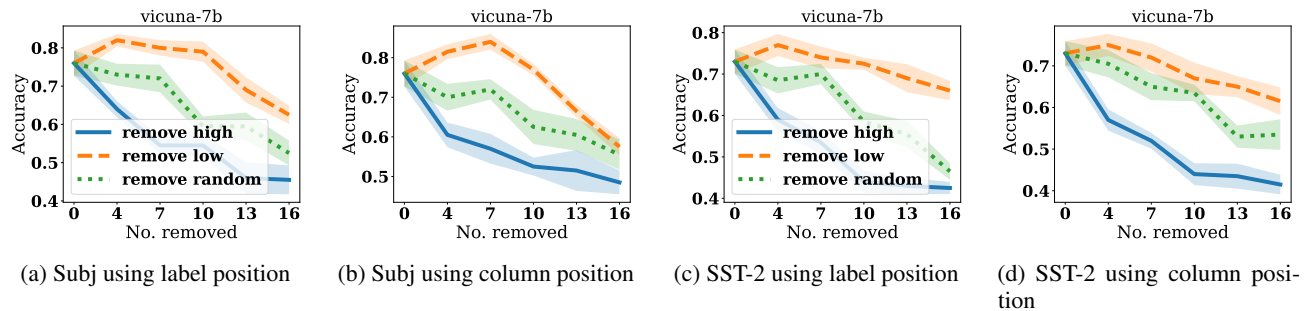 vicuna-7b
Accuracy
0.8
0.7
0.6
0.5
0.4
remove high
remove low
remove random
0 4 7 10 13 16
No. removed
(a) Subj using label position
vicuna-7b
Accuracy
0.8
0.7
0.6
0.5
0 4 7 10 13 16
No. removed
(b) Subj using column position
vicuna-7b
Accuracy
0.8
0.7
0.6
0.5
0.4
remove high
remove low
remove random
0 4 7 10 13 16
No. removed
(c) SST-2 using label position
vicuna-7b
Accuracy
0.7
0.6
0.5
0.4
0 4 7 10 13 16
No. removed
(d) SST-2 using column posi-
tion